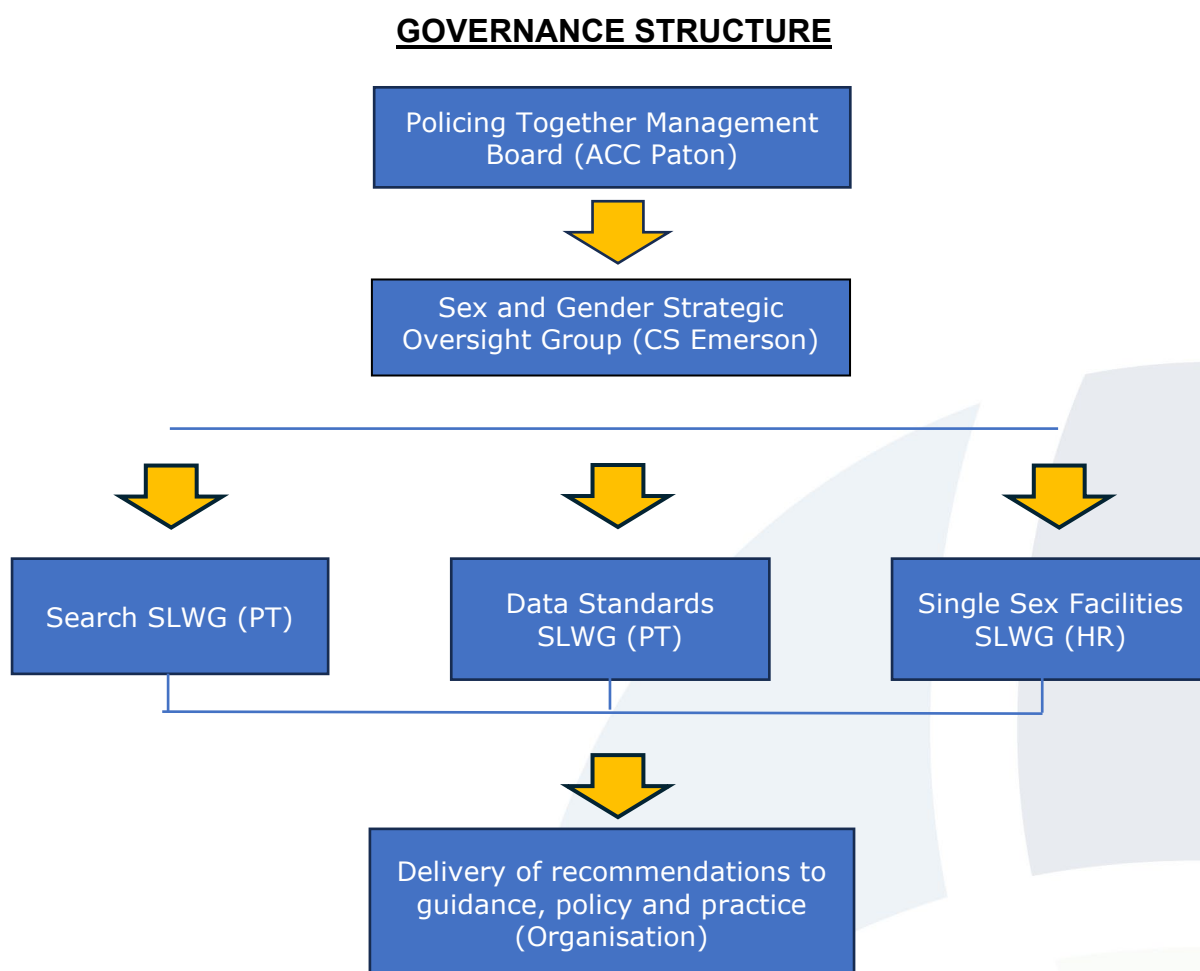 GOVERNANCE STRUCTURE
Policing Together Management
Board (ACC Paton)
Sex and Gender Strategic
Oversight Group (CS Emerson)
Search SLWG (PT)
Data Standards
SLWG (PT)
Single Sex Facilities
SLWG (HR)
Delivery of recommendations to
guidance, policy and practice
(Organisation)